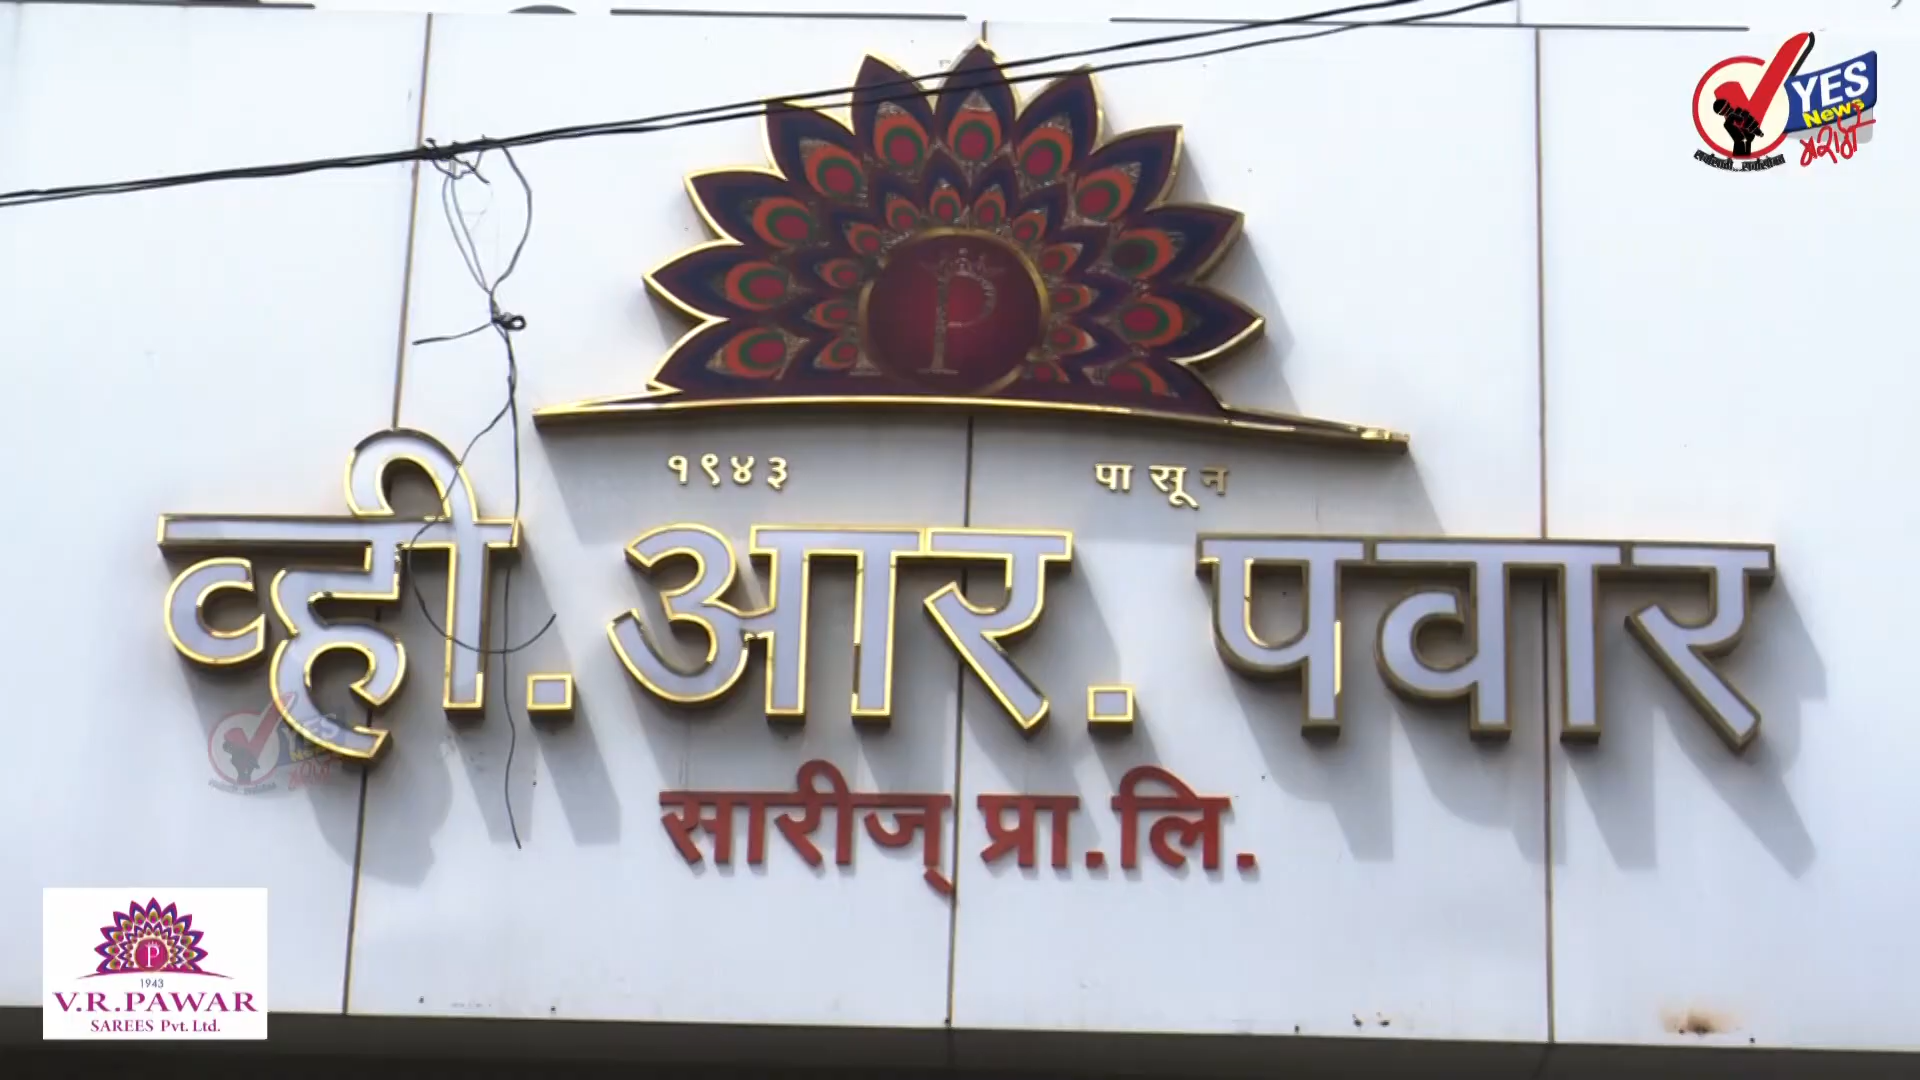 YES
News
मराठी
P
१९४३ पासून
व्ही. आर. पवार
सारीज् प्रा. लि.
P
1943
V.R.PAWAR
SAREES Pvt. Ltd.